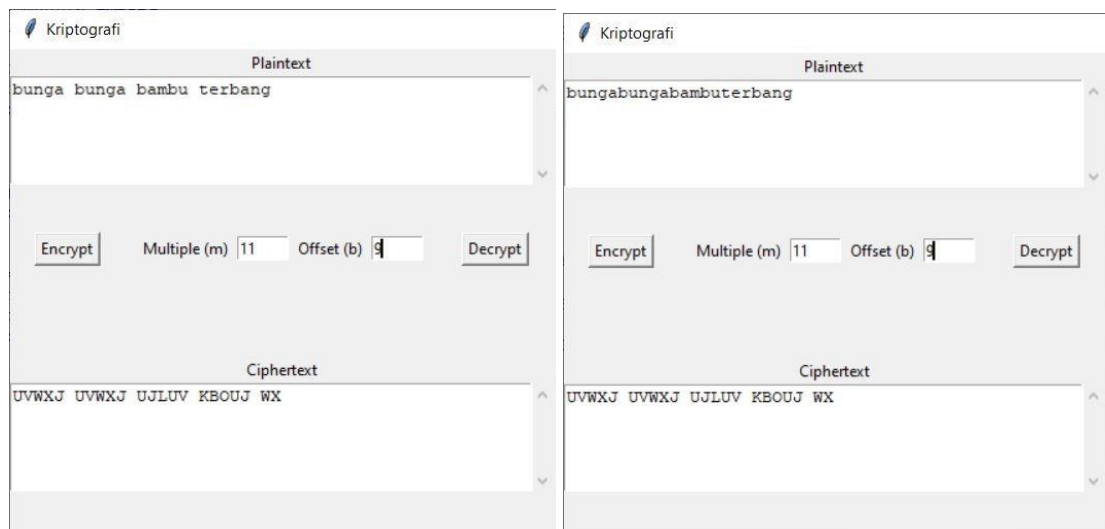 Kriptografi
Plaintext
bunga bunga bambu terbang
Encrypt Multiple (m) 11 Offset (b) 9 Decrypt
Ciphertext
UVWXJ UVWXJ UJLUV KBOUJ WX
Kriptografi
Plaintext
bungabungabambuterbang
Encrypt Multiple (m) 11 Offset (b) 9 Decrypt
Ciphertext
UVWXJ UVWXJ UJLUV KBOUJ WX